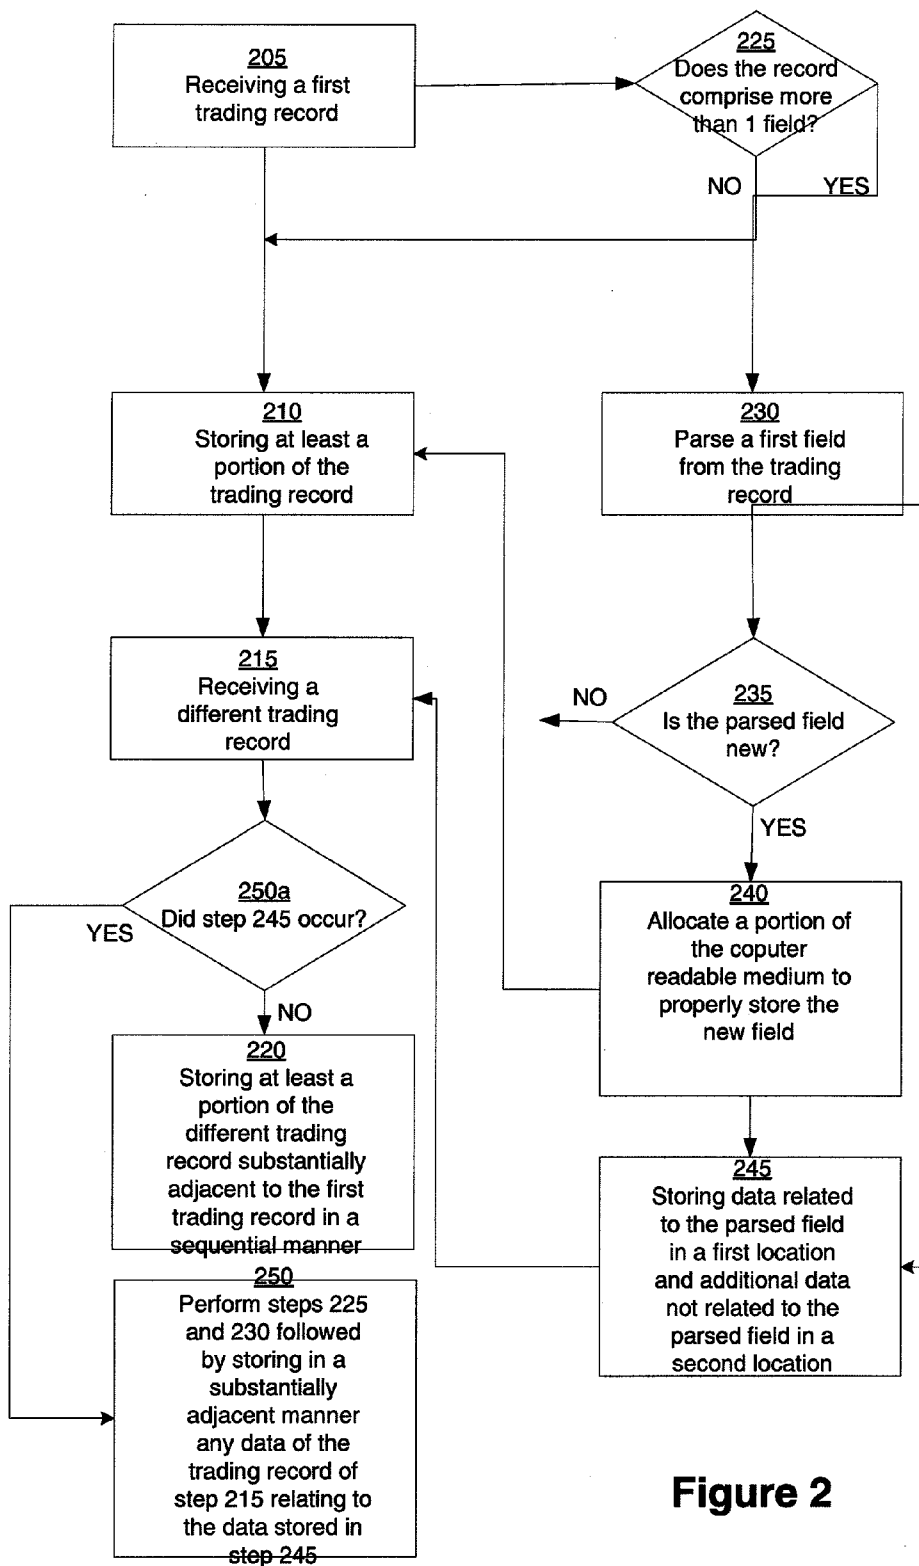 205
Receiving a first
trading record
225
Does the record
comprise more
than 1 field?
NO
YES
210
Storing at least a
portion of the
trading record
230
Parse a first field
from the trading
record
215
Receiving a
different trading
record
NO
235
Is the parsed field
new?
YES
250a
Did step 245 occur?
YES
NO
240
Allocate a portion of
the coputer
readable medium to
properly store the
new field
220
Storing at least a
portion of the
different trading
record substantially
adjacent to the first
trading record in a
sequential manner
245
Storing data related
to the parsed field
in a first location
and additional data
not related to the
parsed field in a
second location
250
Perform steps 225
and 230 followed
by storing in a
substantially
adjacent manner
any data of the
trading record of
step 215 relating to
the data stored in
step 245
Figure 2